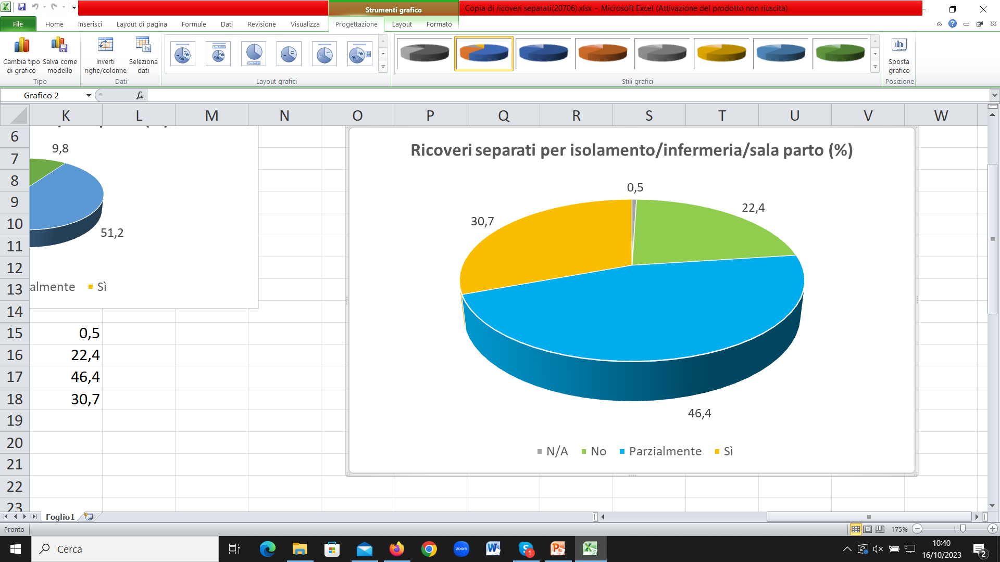 Strumenti grafico
Copia di ricoveri separati(20706).xlsx - Microsoft Excel (Attivazione del prodotto non riuscita)
File Home Inserisci Layout di pagina Formule Dati Revisione Visualizza Progettazione Layout Formato
Cambia tipo di grafico
Salva come modello
Inverti righe/colonne
Seleziona dati
Sposta grafico
Tipo Dati Layout grafici Stili grafici Posizione
Grafico 2
K L M N O P Q R S T U V W
6
7
8
9
10
11
12
13
14
15
16
17
18
19
20
21
22
23
9,8
51,2
almente Sì
0,5
22,4
46,4
30,7
Ricoveri separati per isolamento/infermeria/sala parto (%)
0,5
22,4
30,7
46,4
N/A No Parzialmente Sì
Foglio1
Pronto
175%
Cerca
zoom
1
10:40
16/10/2023
2